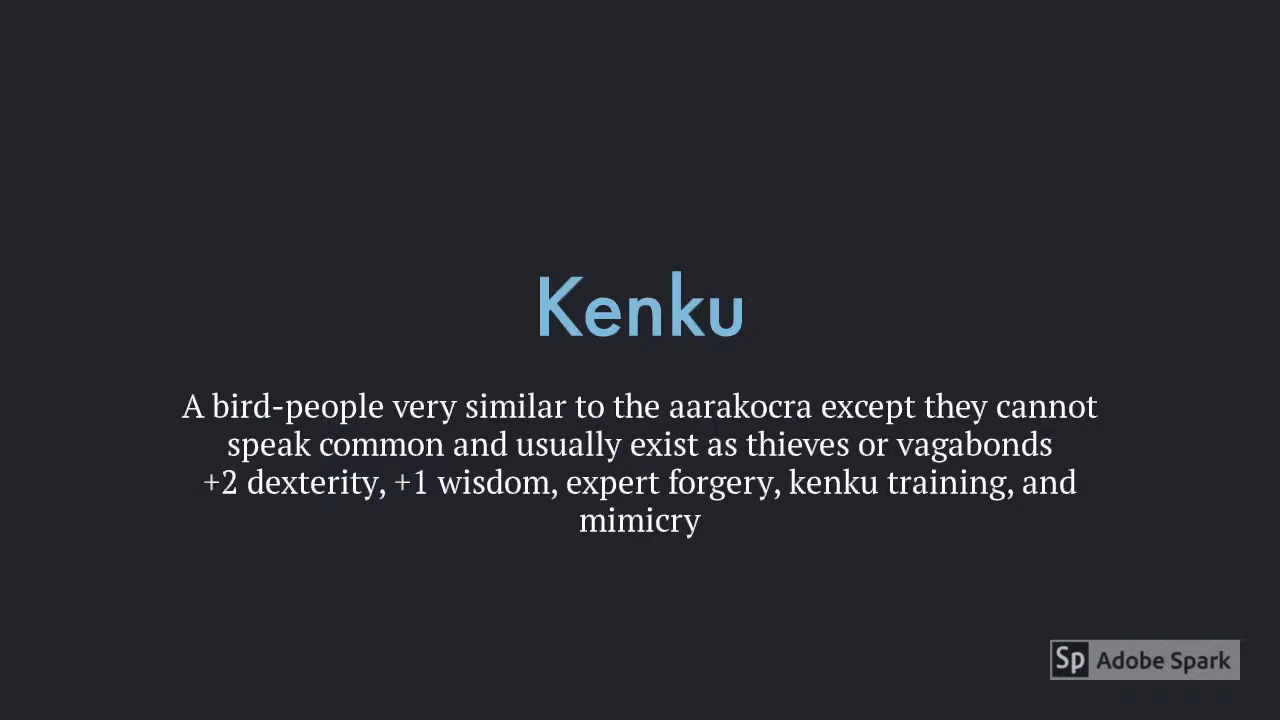 Kenku
A bird-people very similar to the aarakocra except they cannot
speak common and usually exist as thieves or vagabonds
+2 dexterity, +1 wisdom, expert forgery, kenku training, and
mimicry
Sp Adobe Spark